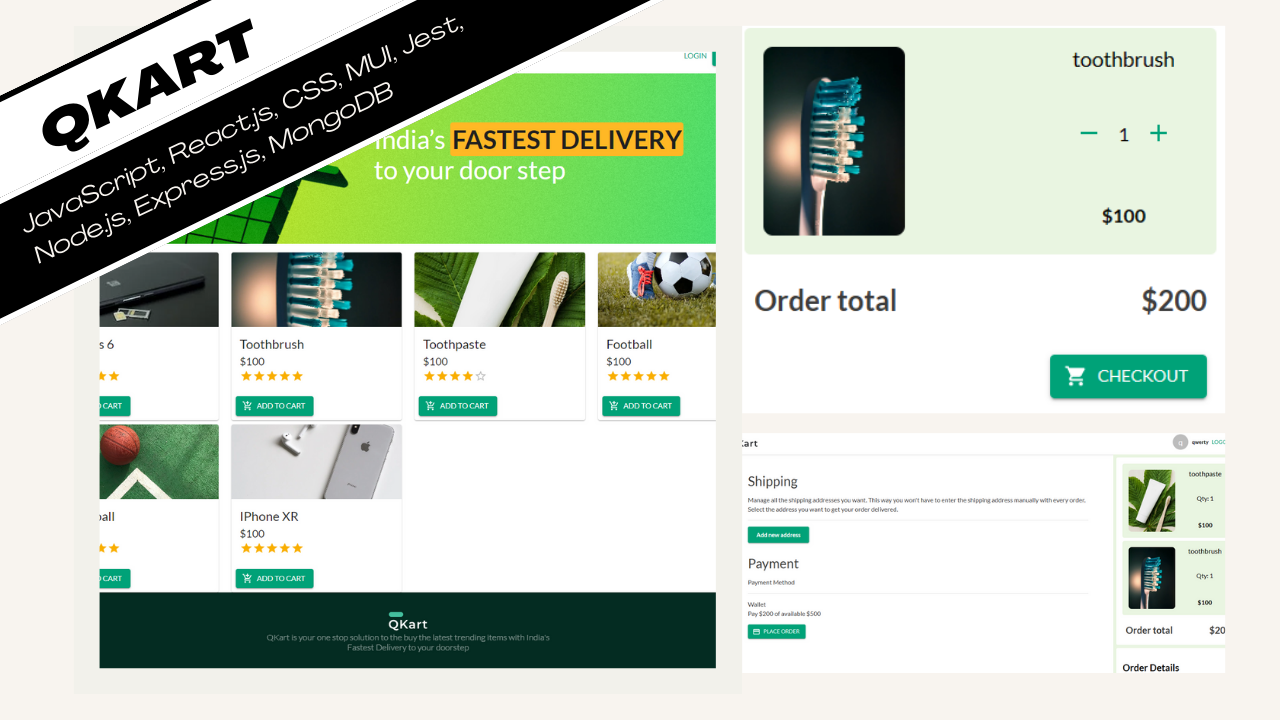 QKART
JavaScript, React.js, CSS, MUI, Jest,
Node.js, Express.js, MongoDB
LOGIN
India's FASTEST DELIVERY
to your door step
s 6
CART
Toothbrush
$100
ADD TO CART
Toothpaste
$100
ADD TO CART
Football
$100
ADD TO CART
ball
CART
IPhone XR
$100
ADD TO CART
QKart
QKart is your one stop solution to the buy the latest trending items with India's
Fastest Delivery to your doorstep
toothbrush
1
$100
Order total $200
CHECKOUT
Kart
q qwerty LOGO
Shipping
Manage all the shipping addresses you want. This way you won't have to enter the shipping address manually with every order.
Select the address you want to get your order delivered.
Add new address
Payment
Payment Method
Wallet
Pay $200 of available $500
PLACE ORDER
toothpaste
Qty: 1
$100
toothbrush
Qty: 1
$100
Order total $20
Order Details